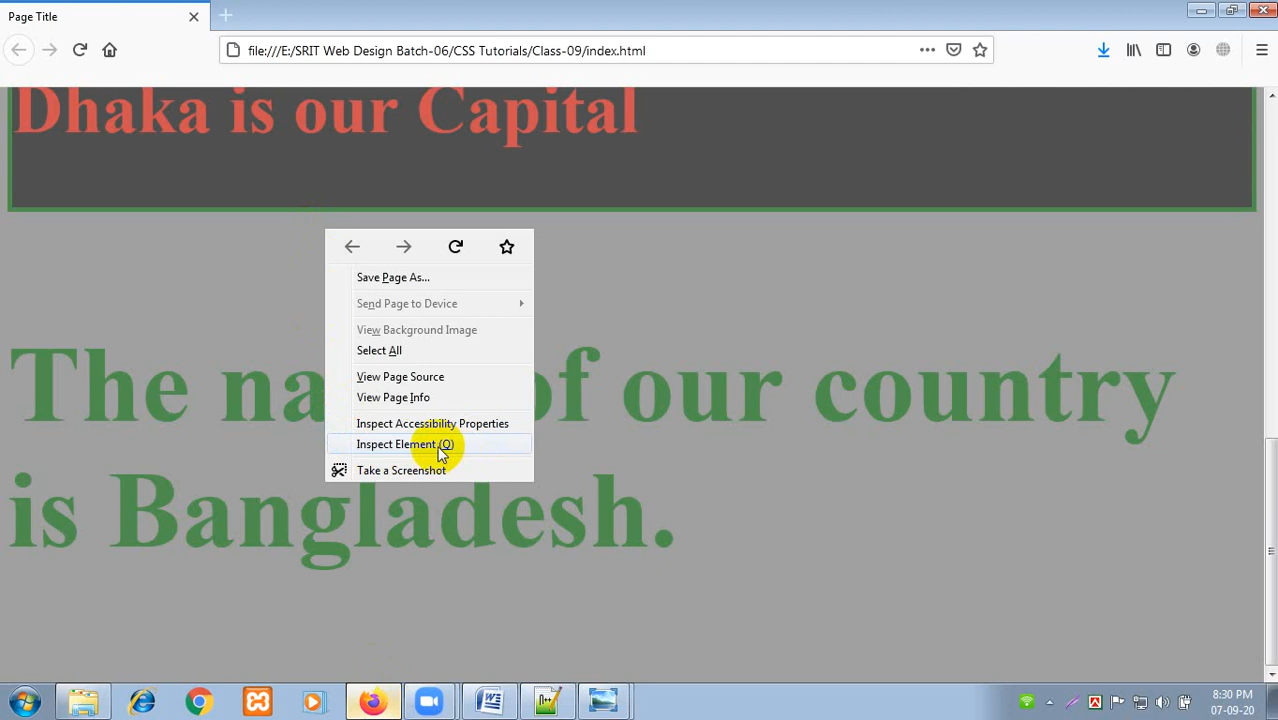 Page Title
file:///E:/SRIT Web Design Batch-06/CSS Tutorials/Class-09/index.html
Dhaka is our Capital
Save Page As...
Send Page to Device
View Background Image
Select All
View Page Source
View Page Info
Inspect Accessibility Properties
Inspect Element (Q)
Take a Screenshot
The na of our country
is Bangladesh.
8:30 PM
07-09-20